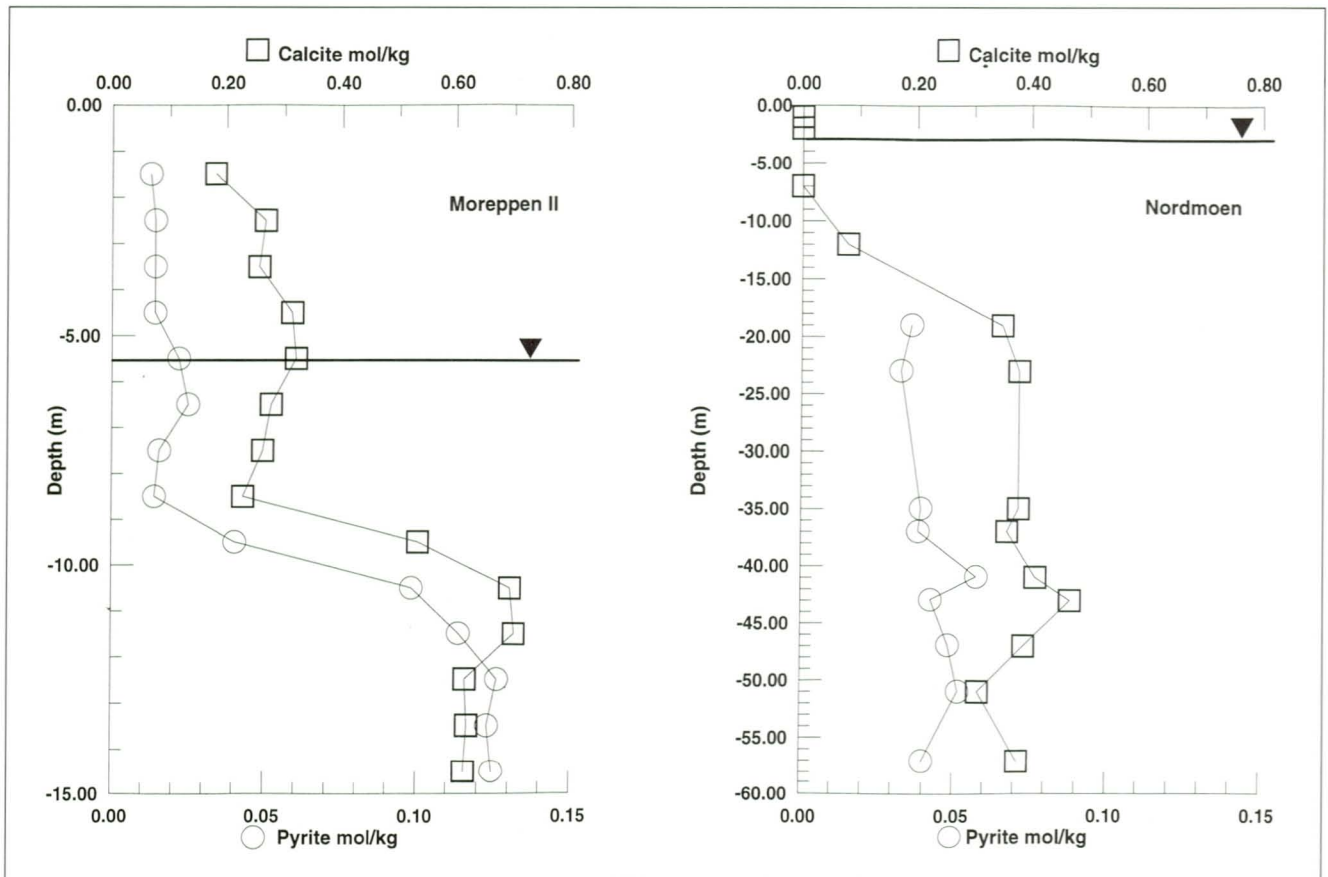 Calcite mol/kg
0.00 0.20 0.40 0.60 0.80
0.00
-5.00
-10.00
-15.00
Depth (m)
Moreppen II
0.00 0.05 0.10 0.15
Pyrite mol/kg
Calcite mol/kg
0.00 0.20 0.40 0.60 0.80
0.00
-5.00
-10.00
-15.00
-20.00
-25.00
-30.00
-35.00
-40.00
-45.00
-50.00
-55.00
-60.00
Depth (m)
Nordmoen
0.00 0.05 0.10 0.15
Pyrite mol/kg